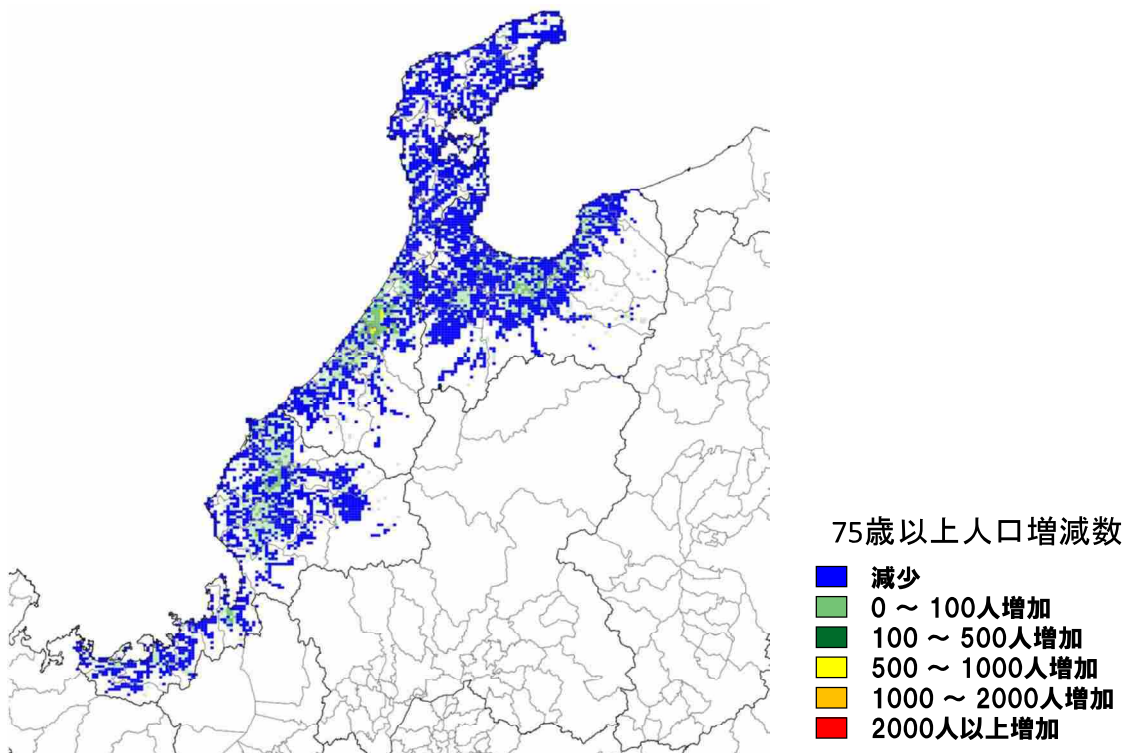 75歳以上人口増減数
減少
0 ～ 100人増加
100 ～ 500人増加
500 ～ 1000人増加
1000 ～ 2000人増加
2000人以上増加